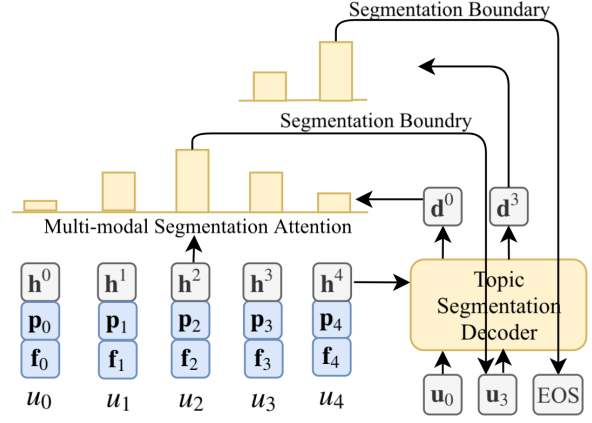 Segmentation Boundary
Segmentation Boundry
Multi-modal Segmentation Attention
d⁰ d³
h⁰ h¹ h² h³ h⁴
Topic
Segmentation
Decoder
p₀ p₁ p₂ p₃ p₄
f₀ f₁ f₂ f₃ f₄
u₀ u₁ u₂ u₃ u₄
u₀ u₃ EOS